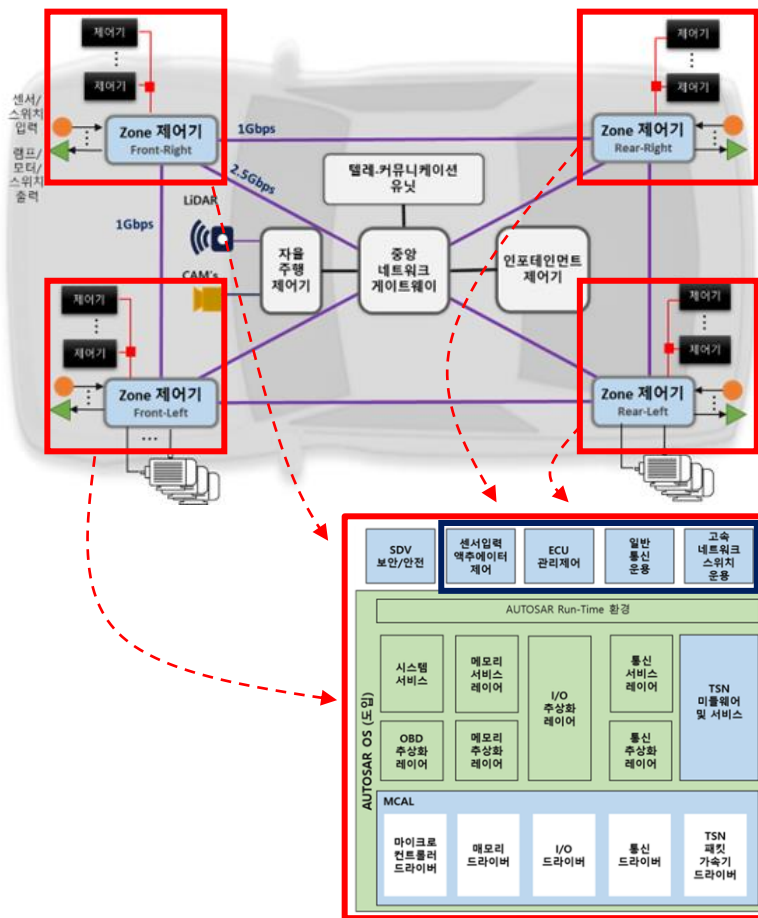 제어기
제어기
센서/
스위치
입력
램프/
모터/
스위치
출력
Zone 제어기
Front-Right
제어기
제어기
Zone 제어기
Rear-Right
1Gbps
2.5Gbps
1Gbps
텔레-커뮤니케이션
유닛
LiDAR
CAM's
자율
주행
제어기
중앙
네트워크
게이트웨이
인포테인먼트
제어기
제어기
제어기
Zone 제어기
Front-Left
...
제어기
제어기
Zone 제어기
Rear-Left
SDV
보안/안전
센서입력
액추에이터
제어
ECU
관리제어
일반
통신
운용
고속
네트워크
스위치
운용
AUTOSAR OS (도입)
AUTOSAR Run-Time 환경
시스템
서비스
메모리
서비스
레이어
I/O
추상화
레이어
통신
서비스
레이어
TSN
미들웨어
및 서비스
OBD
추상화
레이어
메모리
추상화
레이어
통신
추상화
레이어
MCAL
마이크로
컨트롤러
드라이버
매모리
드라이버
I/O
드라이버
통신
드라이버
TSN
패킷
가속기
드라이버